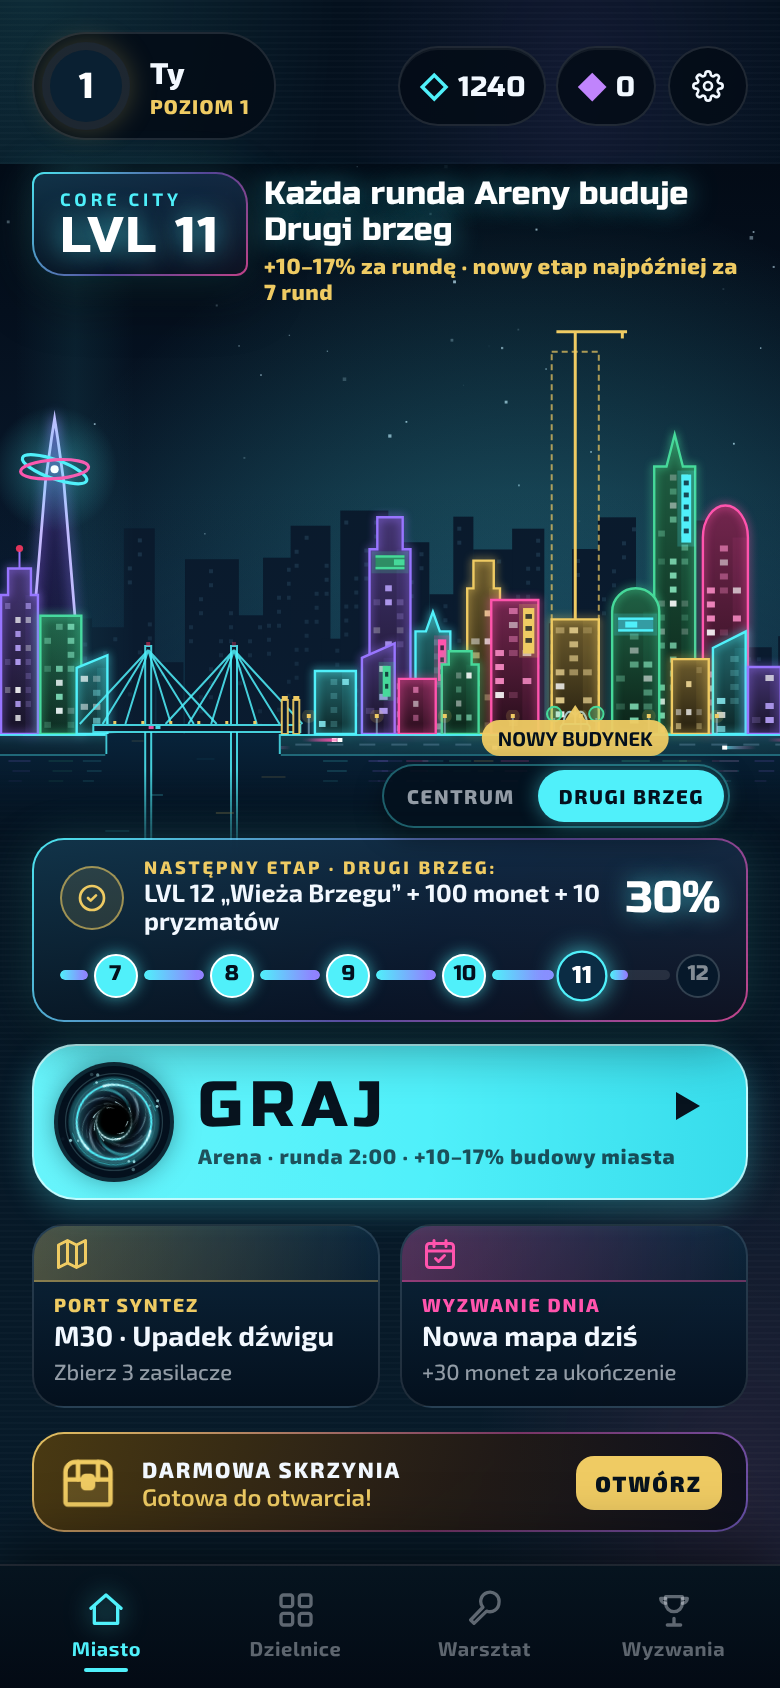 1
Ty
POZIOM 1
1240
0
CORE CITY
LVL 11
Każda runda Areny buduje
Drugi brzeg
+10–17% za rundę · nowy etap najpóźniej za
7 rund
NOWY BUDYNEK
CENTRUM
DRUGI BRZEG
NASTĘPNY ETAP · DRUGI BRZEG:
LVL 12 „Wieża Brzegu” + 100 monet + 10
pryzmatów
30%
7
8
9
10
11
12
GRAJ
Arena · runda 2:00 · +10–17% budowy miasta
PORT SYNTEZ
M30 · Upadek dźwigu
Zbierz 3 zasilacze
WYZWANIE DNIA
Nowa mapa dziś
+30 monet za ukończenie
DARMOWA SKRZYNIA
Gotowa do otwarcia!
OTWÓRZ
Miasto
Dzielnice
Warsztat
Wyzwania